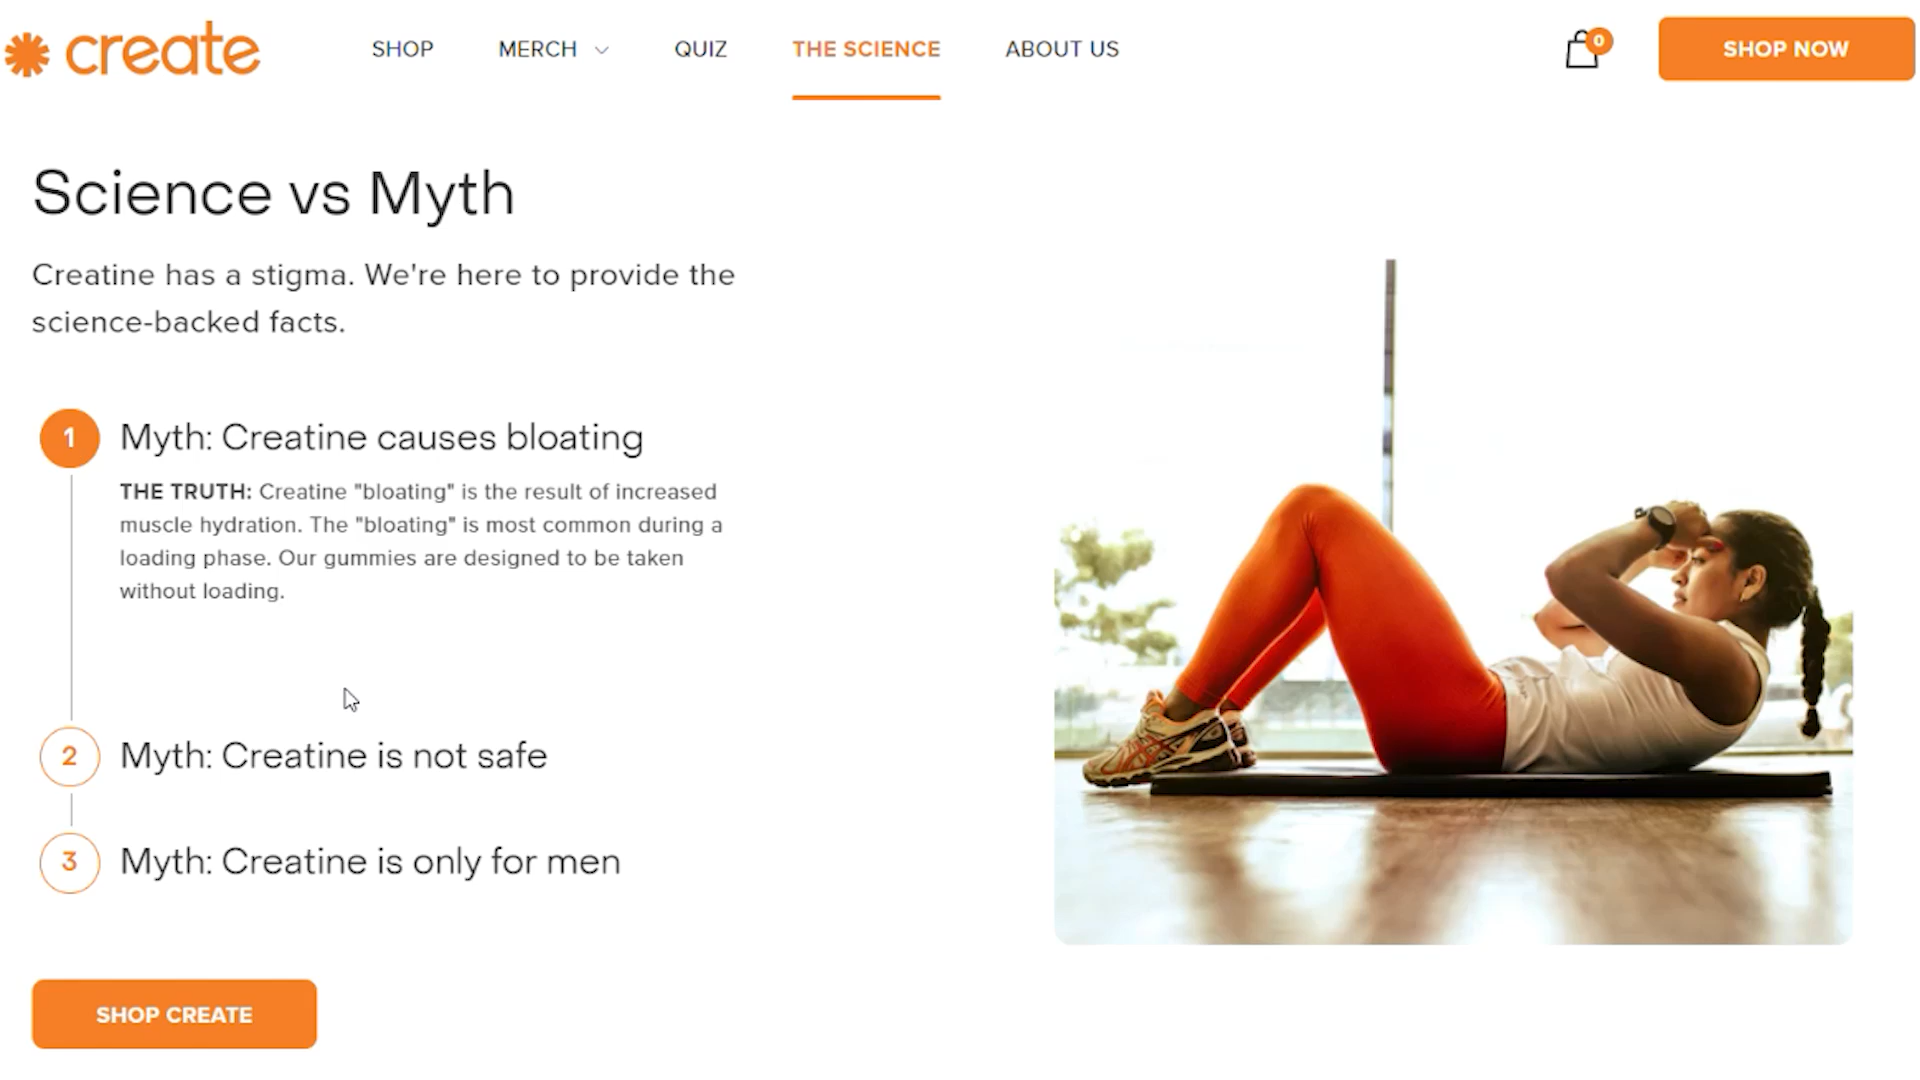 create
SHOP
MERCH
QUIZ
THE SCIENCE
ABOUT US
0
SHOP NOW
Science vs Myth
Creatine has a stigma. We're here to provide the
science-backed facts.
1
Myth: Creatine causes bloating
THE TRUTH: Creatine "bloating" is the result of increased
muscle hydration. The "bloating" is most common during a
loading phase. Our gummies are designed to be taken
without loading.
2
Myth: Creatine is not safe
3
Myth: Creatine is only for men
SHOP CREATE